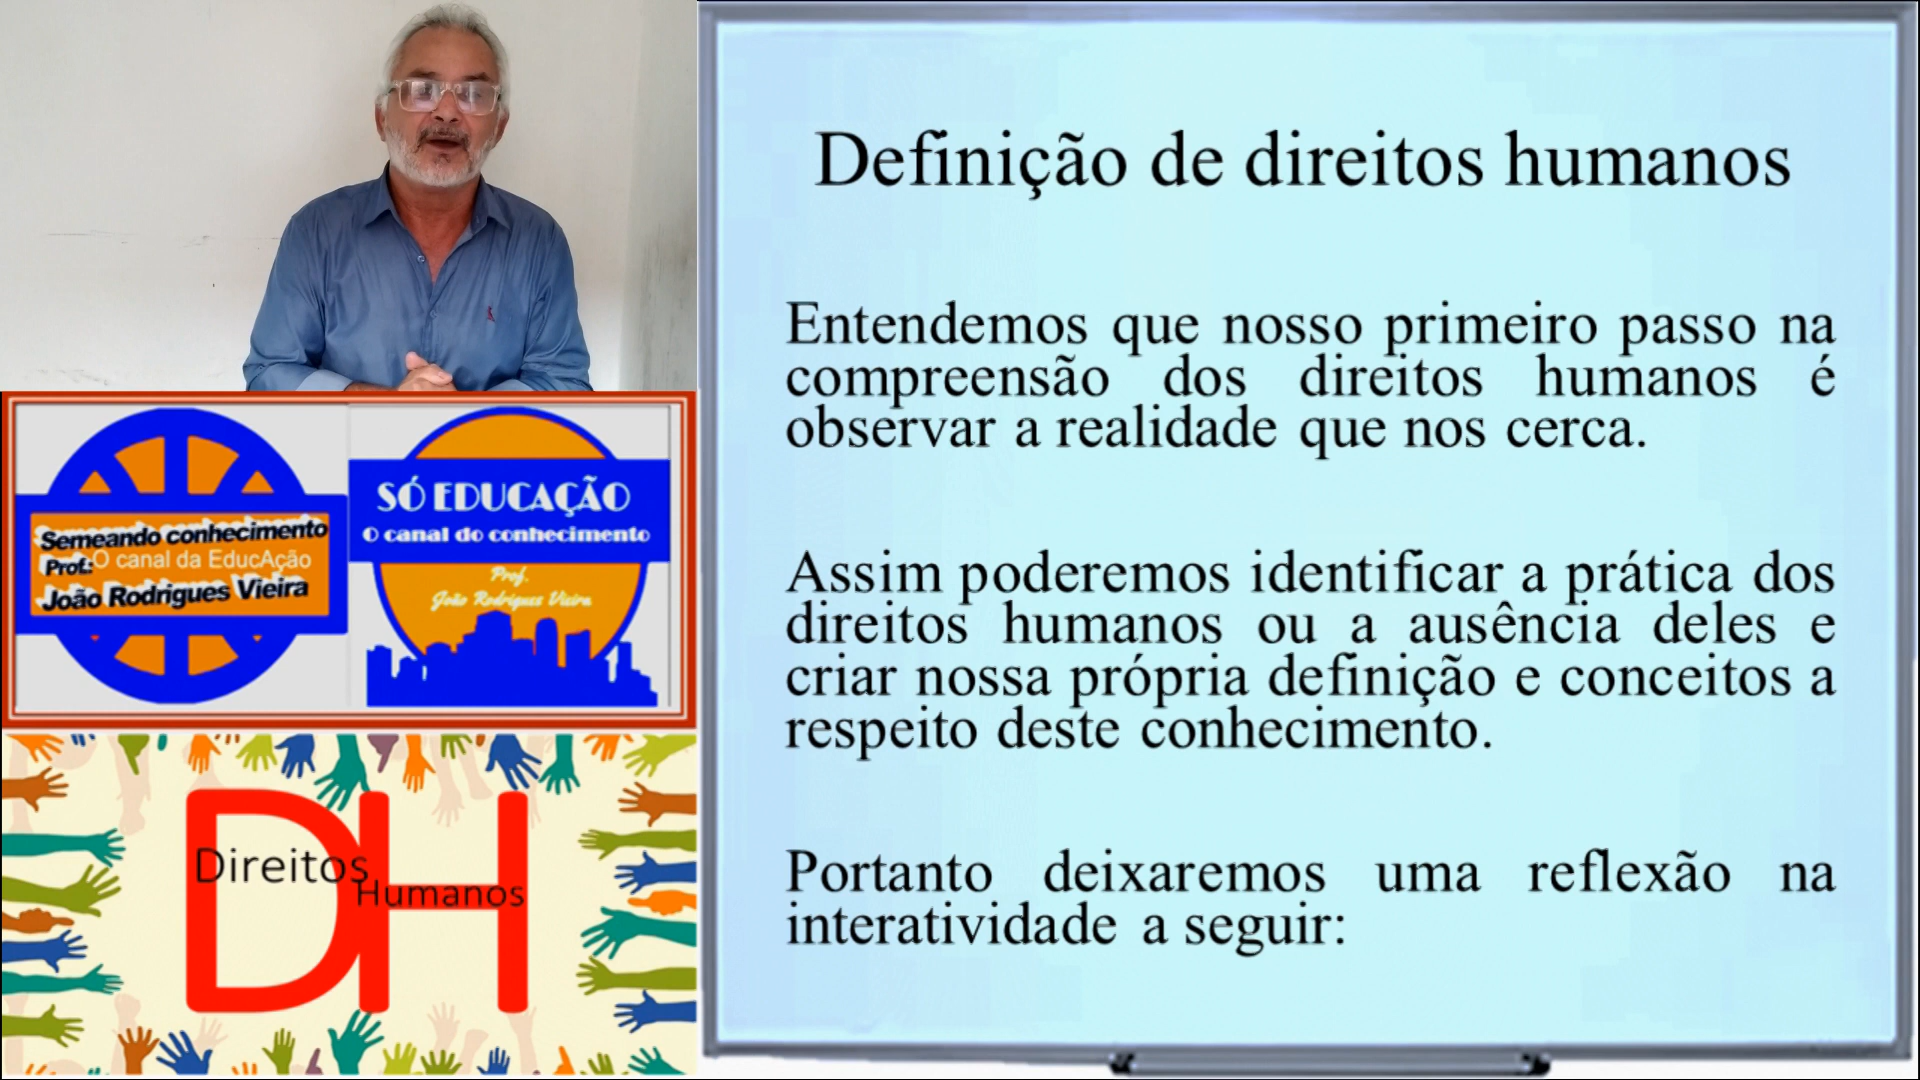 Definição de direitos humanos
Entendemos que nosso primeiro passo na
compreensão dos direitos humanos é
observar a realidade que nos cerca.
Assim poderemos identificar a prática dos
direitos humanos ou a ausência deles e
criar nossa própria definição e conceitos a
respeito deste conhecimento.
Portanto deixaremos uma reflexão na
interatividade a seguir:
Semeando conhecimento
O canal da EducAção
Prof.:
João Rodrigues Vieira
SÓ EDUCAÇÃO
O canal do conhecimento
Prof.
João Rodrigues Vieira
DH
Direitos
Humanos